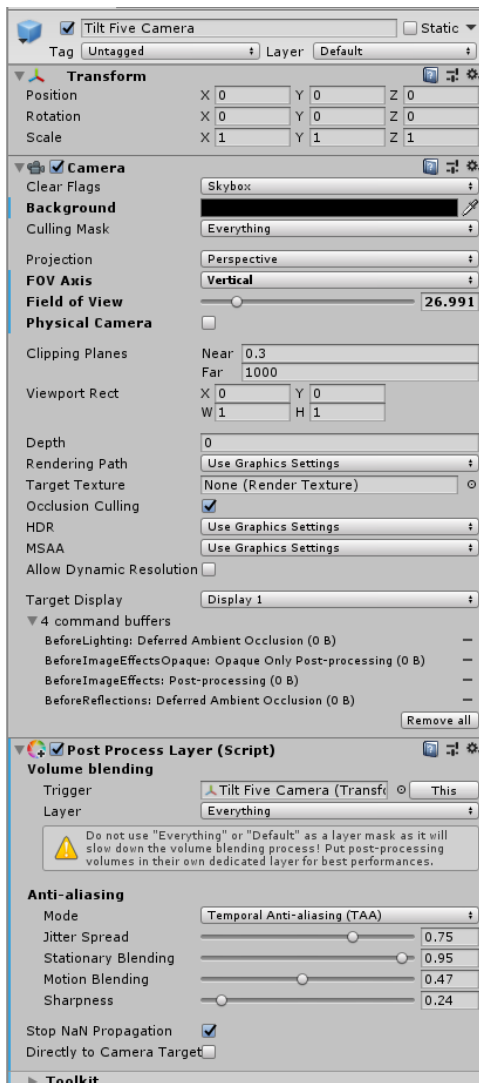 Tilt Five Camera Static
Tag Untagged Layer Default
Transform
Position X 0 Y 0 Z 0
Rotation X 0 Y 0 Z 0
Scale X 1 Y 1 Z 1
Camera
Clear Flags Skybox
Background
Culling Mask Everything
Projection Perspective
FOV Axis Vertical
Field of View 26.991
Physical Camera
Clipping Planes Near 0.3
Far 1000
Viewport Rect X 0 Y 0
W 1 H 1
Depth 0
Rendering Path Use Graphics Settings
Target Texture None (Render Texture)
Occlusion Culling
HDR Use Graphics Settings
MSAA Use Graphics Settings
Allow Dynamic Resolution
Target Display Display 1
4 command buffers
BeforeLighting: Deferred Ambient Occlusion (0 B)
BeforeImageEffectsOpaque: Opaque Only Post-processing (0 B)
BeforeImageEffects: Post-processing (0 B)
BeforeReflections: Deferred Ambient Occlusion (0 B)
Remove all
Post Process Layer (Script)
Volume blending
Trigger Tilt Five Camera (Transfo This
Layer Everything
Do not use "Everything" or "Default" as a layer mask as it will
slow down the volume blending process! Put post-processing
volumes in their own dedicated layer for best performances.
Anti-aliasing
Mode Temporal Anti-aliasing (TAA)
Jitter Spread 0.75
Stationary Blending 0.95
Motion Blending 0.47
Sharpness 0.24
Stop NaN Propagation
Directly to Camera Target
Toolkit